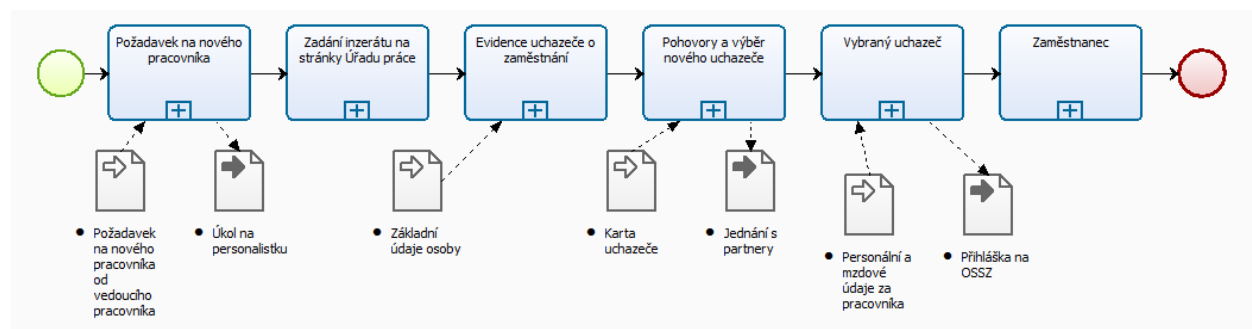 Požadavek na nového
pracovníka
Zadání inzerátu na
stránky Úřadu práce
Evidence uchazeče o
zaměstnání
Pohovory a výběr
nového uchazeče
Vybraný uchazeč
Zaměstnanec
Požadavek
na nového
pracovníka
od
vedoucího
pracovníka
Úkol na
personalistku
Základní
údaje osoby
Karta
uchazeče
Jednání s
partnery
Personální a
mzdové
údaje za
pracovníka
Přihláška na
OSSZ